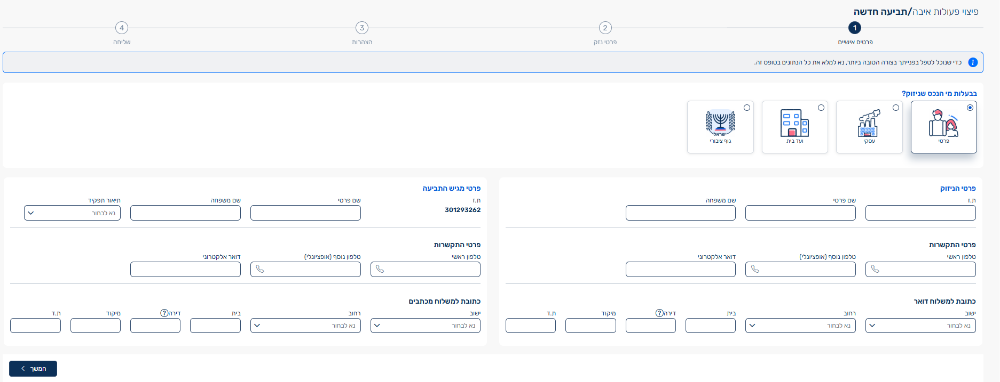 פיצוי פעולות איבה/תביעה חדשה
1 2 3 4
פרטים אישיים פרטי נזק הצהרות שליחה
כדי שנוכל לטפל בפנייתך בצורה הטובה ביותר, נא למלא את כל הנתונים בטופס זה.
בבעלות מי הנכס שניזוק?
ישראל
פרטי עסקי ועד בית גוף ציבורי
פרטי הניזוק
ת.ז שם פרטי שם משפחה
פרטי התקשרות
טלפון ראשי טלפון נוסף (אופציונלי) דואר אלקטרוני
כתובת למשלוח דואר
ישוב רחוב בית דירה ? מיקוד ת.ד
נא לבחור נא לבחור
פרטי מגיש התביעה
ת.ז שם פרטי שם משפחה תיאור תפקיד
301293262 נא לבחור
פרטי התקשרות
טלפון ראשי טלפון נוסף (אופציונלי) דואר אלקטרוני
כתובת למשלוח מכתבים
ישוב רחוב בית דירה ? מיקוד ת.ד
נא לבחור נא לבחור
המשך